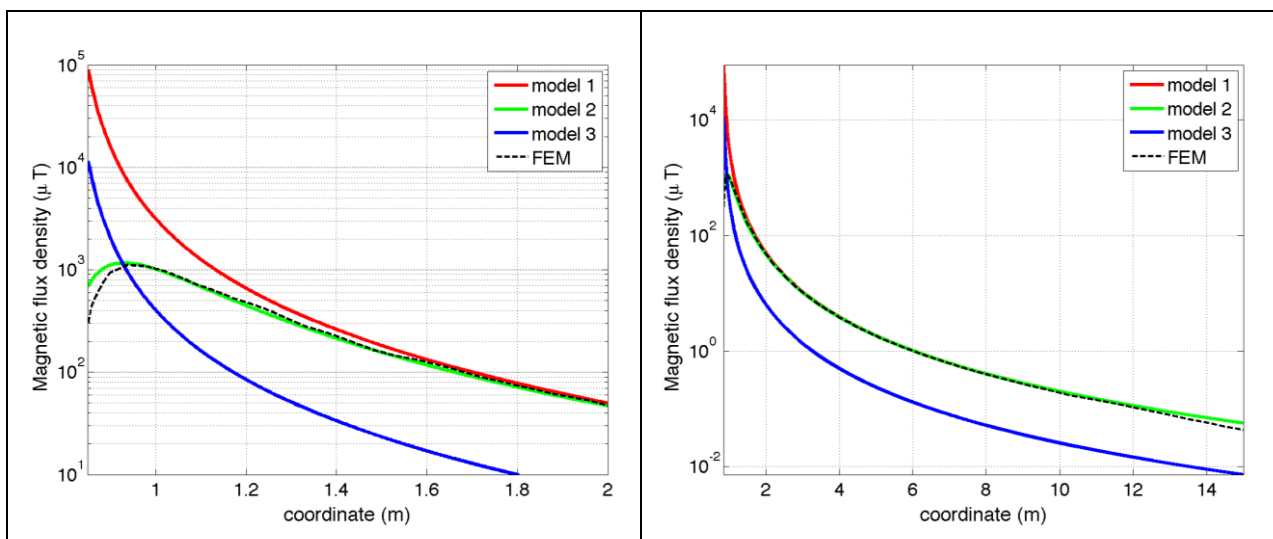 10^5
10^4
10^3
10^2
10^1
Magnetic flux density (μ T)
model 1
model 2
model 3
FEM
1
1.2
1.4
1.6
1.8
2
coordinate (m)
10^4
10^2
10^0
10^-2
Magnetic flux density (μ T)
model 1
model 2
model 3
FEM
2
4
6
8
10
12
14
coordinate (m)